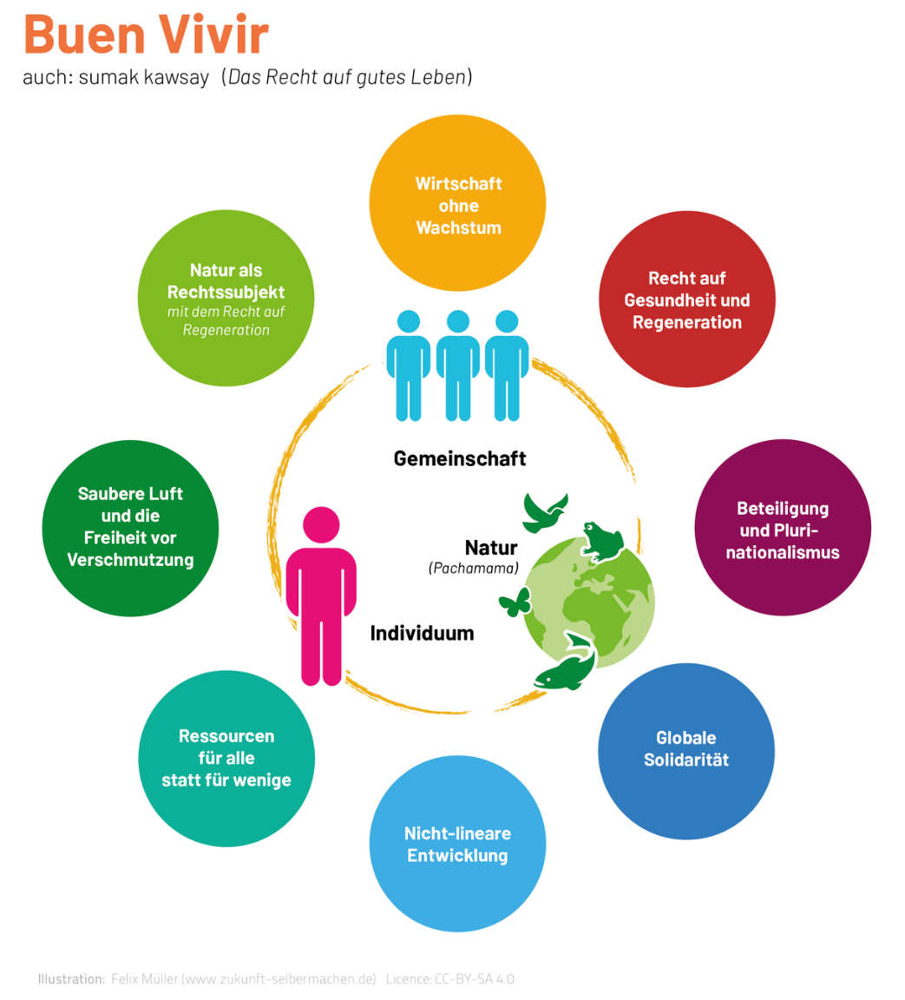 Buen Vivir
auch: sumak kawsay (Das Recht auf gutes Leben)
Wirtschaft
ohne
Wachstum
Natur als
Rechtssubjekt
mit dem Recht auf
Regeneration
Recht auf
Gesundheit und
Regeneration
Gemeinschaft
Saubere Luft
und die
Freiheit vor
Verschmutzung
Beteiligung
und Pluri-
nationalismus
Natur
(Pachamama)
Individuum
Ressourcen
für alle
statt für wenige
Globale
Solidarität
Nicht-lineare
Entwicklung
Illustration: Felix Müller (www.zukunft-selbermachen.de) Licence: CC-BY-SA 4.0